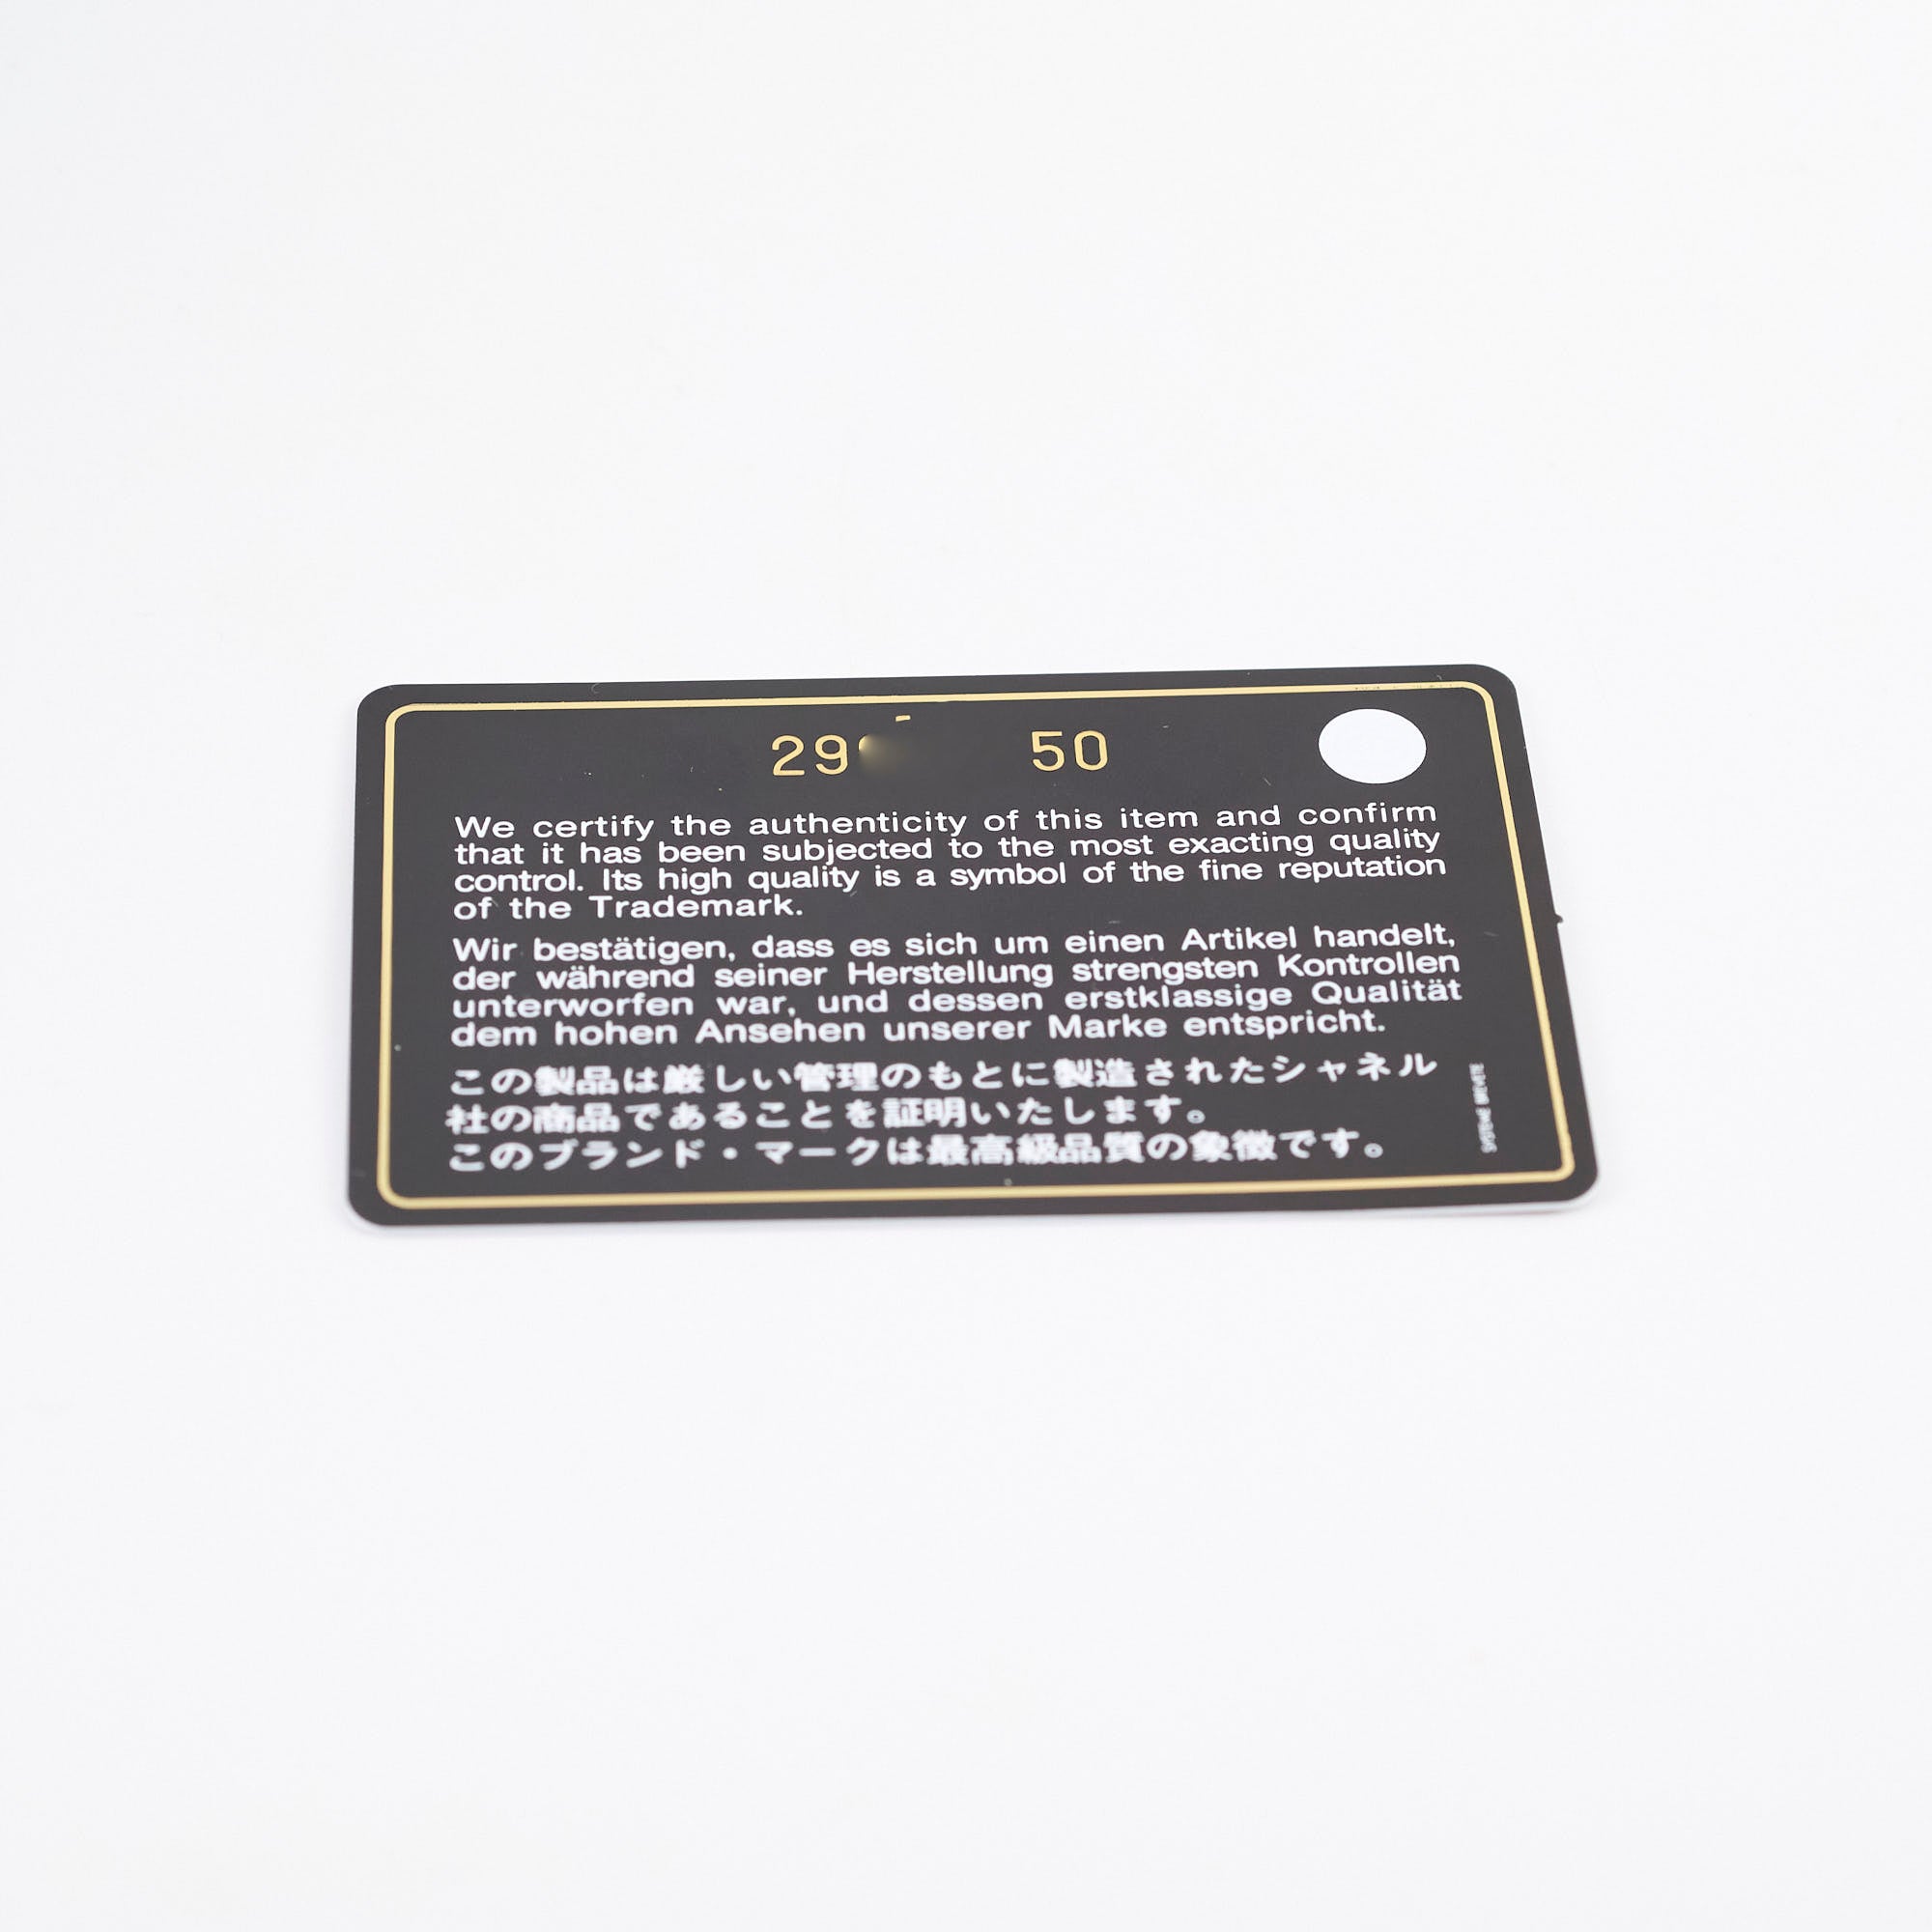 29 50
We certify the authenticity of this item and confirm
that it has been subjected to the most exacting quality
control. Its high quality is a symbol of the fine reputation
of the Trademark.
Wir bestätigen, dass es sich um einen Artikel handelt,
der während seiner Herstellung strengsten Kontrollen
unterworfen war, und dessen erstklassige Qualität
dem hohen Ansehen unserer Marke entspricht.
この製品は厳しい管理のもとに製造されたシャネル
社の商品であることを証明いたします。
このブランド・マークは最高級品質の象徴です。
SYSTEME BREVETE